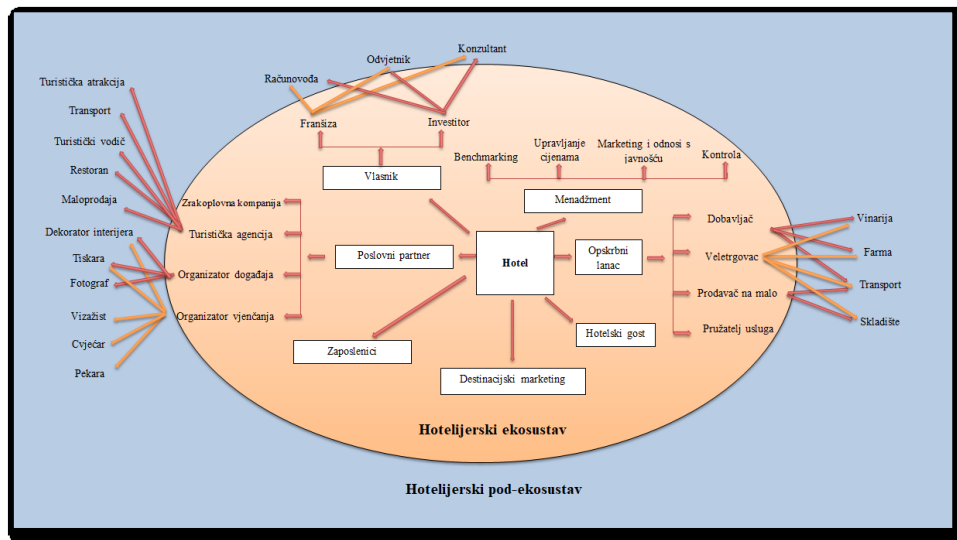 Konzultant
Odvjetnik
Računovođa
Turistička atrakcija
Transport
Turistički vodič
Restoran
Maloprodaja
Dekorator interijera
Tiskara
Fotograf
Vizažist
Cvjećar
Pekara
Franšiza
Investitor
Vlasnik
Benchmarking
Upravljanje
cijenama
Marketing i odnosi s
javnošću
Kontrola
Menadžment
Zrakoplovna kompanija
Turistička agencija
Organizator događaja
Organizator vjenčanja
Poslovni partner
Hotel
Opskrbni
lanac
Dobavljač
Veletrgovac
Prodavač na malo
Pružatelj usluga
Vinarija
Farma
Transport
Skladište
Hotelski gost
Zaposlenici
Destinacijski marketing
Hotelijerski ekosustav
Hotelijerski pod-ekosustav